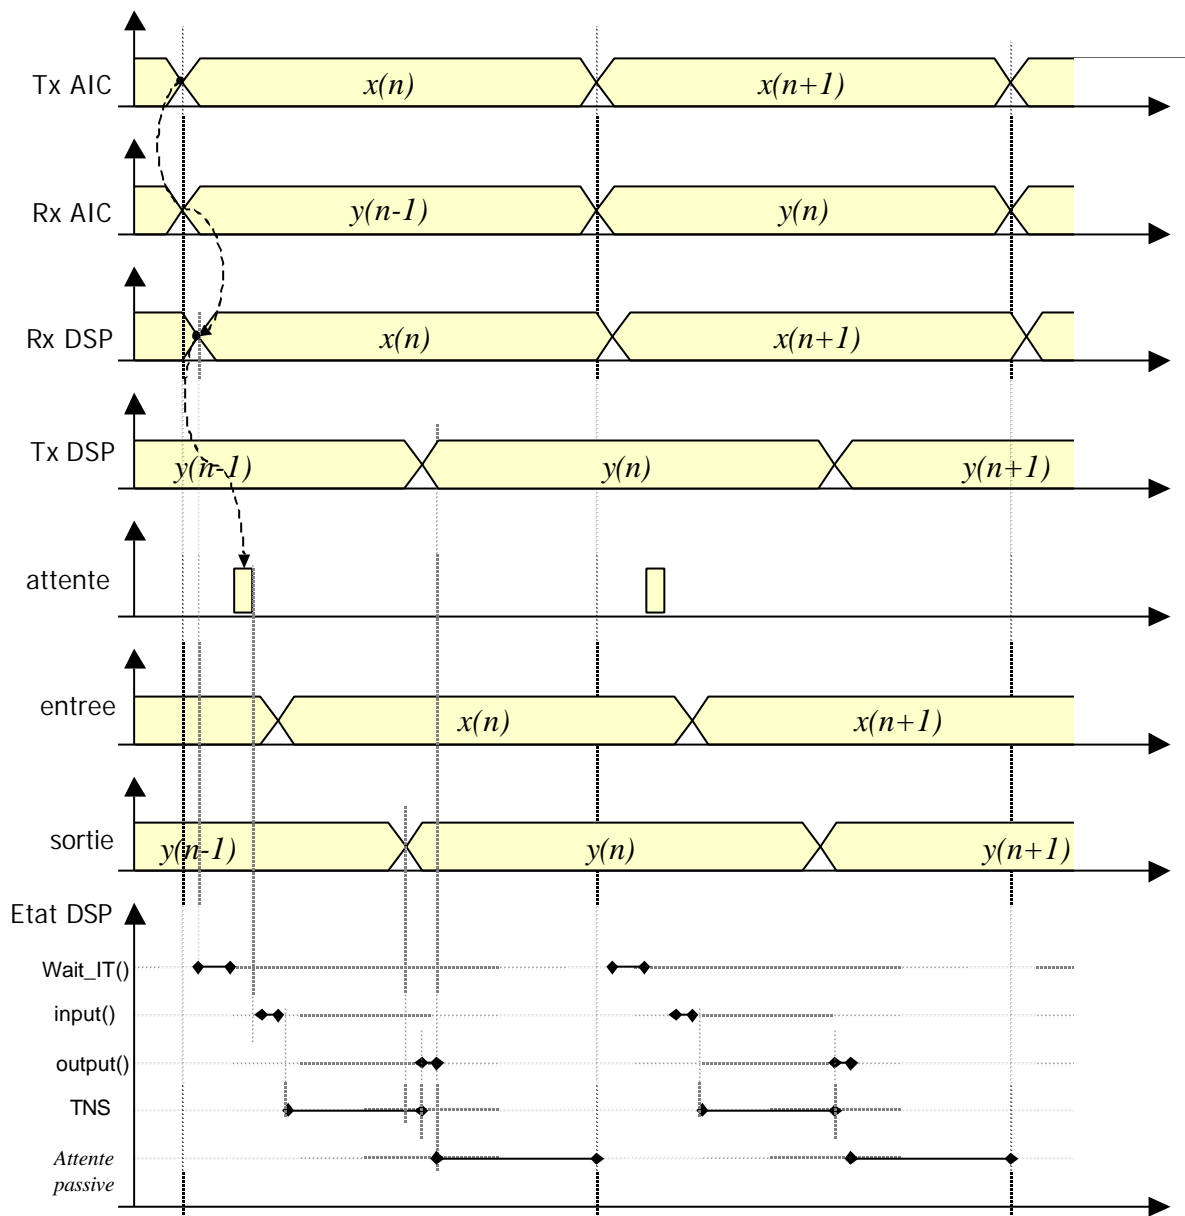 Tx AIC
x(n)
x(n+1)
Rx AIC
y(n-1)
y(n)
Rx DSP
x(n)
x(n+1)
Tx DSP
y(n-1)
y(n)
y(n+1)
attente
entree
x(n)
x(n+1)
sortie
y(n-1)
y(n)
y(n+1)
Etat DSP
Wait_IT()
input()
output()
TNS
Attente
passive